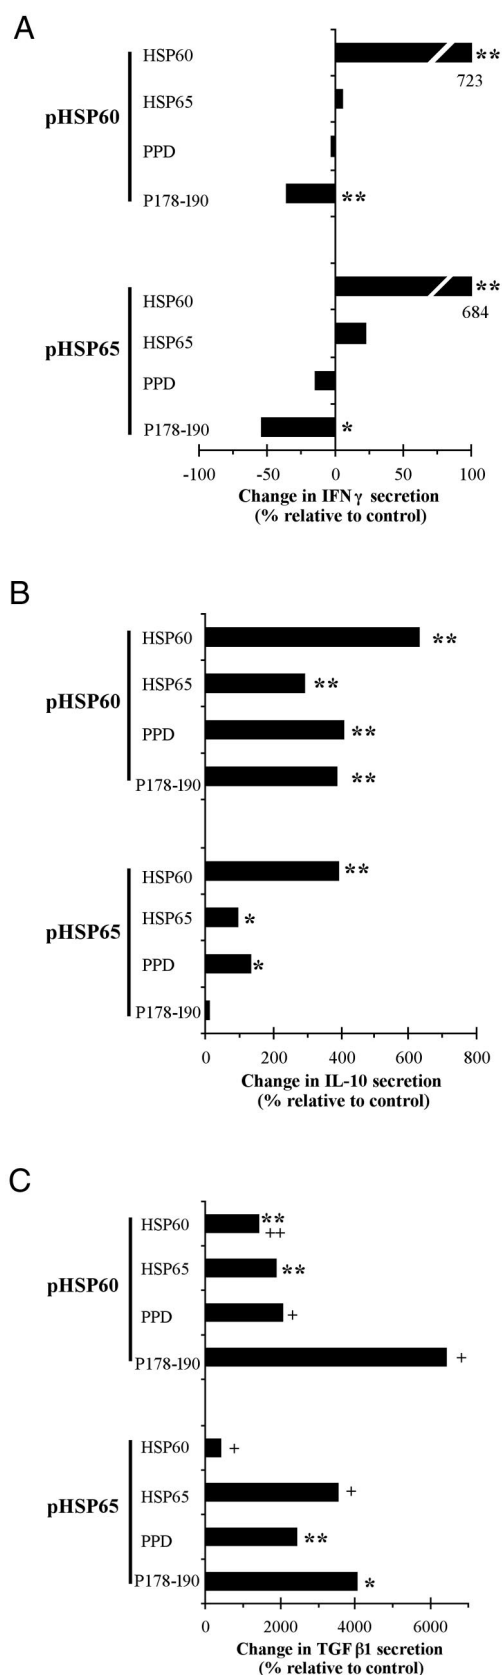 A
HSP60
**
723
HSP65
pHSP60
PPD
P178-190
**
HSP60
**
684
HSP65
pHSP65
PPD
P178-190
*
-100 -50 0 50 100
Change in IFNγ secretion
(% relative to control)
B
HSP60
**
HSP65
**
pHSP60
PPD
**
P178-190
**
HSP60
**
HSP65
*
pHSP65
PPD
*
P178-190
0 200 400 600 800
Change in IL-10 secretion
(% relative to control)
C
HSP60
**
++
HSP65
**
pHSP60
PPD
+
P178-190
+
HSP60
+
HSP65
+
pHSP65
PPD
**
P178-190
*
0 2000 4000 6000
Change in TGFβ1 secretion
(% relative to control)